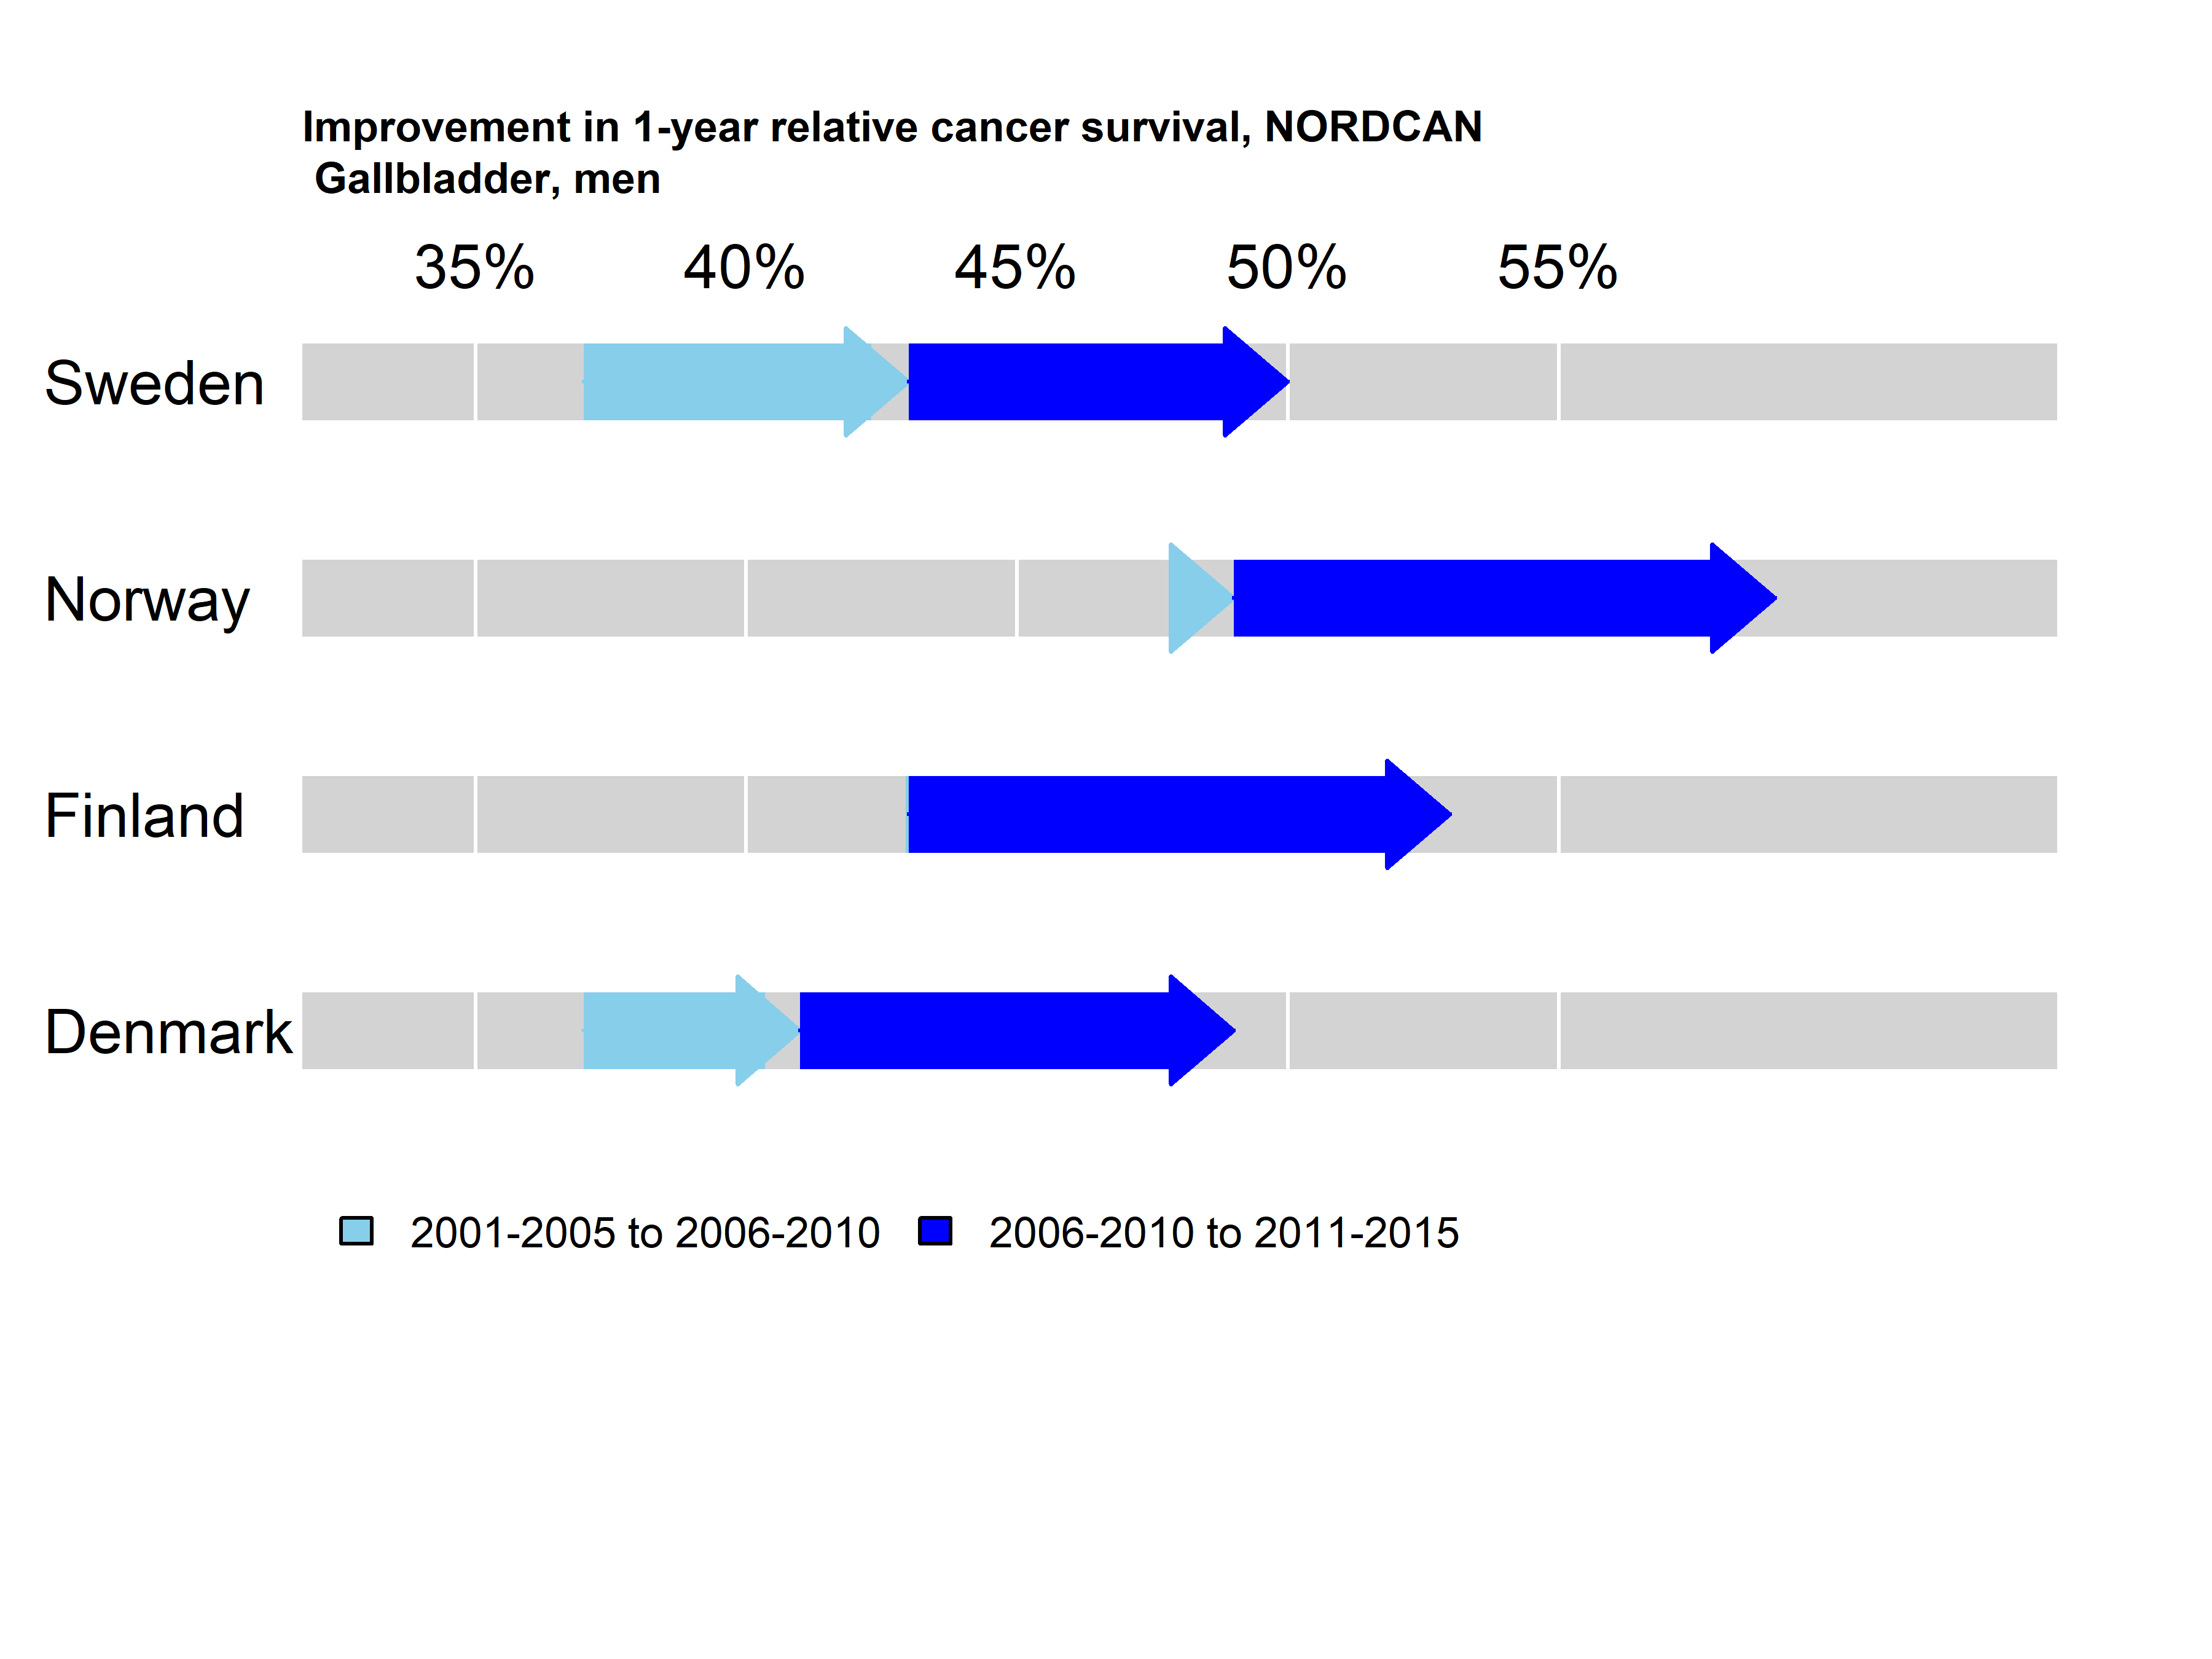 Improvement in 1-year relative cancer survival, NORDCAN
Gallbladder, men
35% 40% 45% 50% 55%
Sweden
Norway
Finland
Denmark
2001-2005 to 2006-2010 2006-2010 to 2011-2015